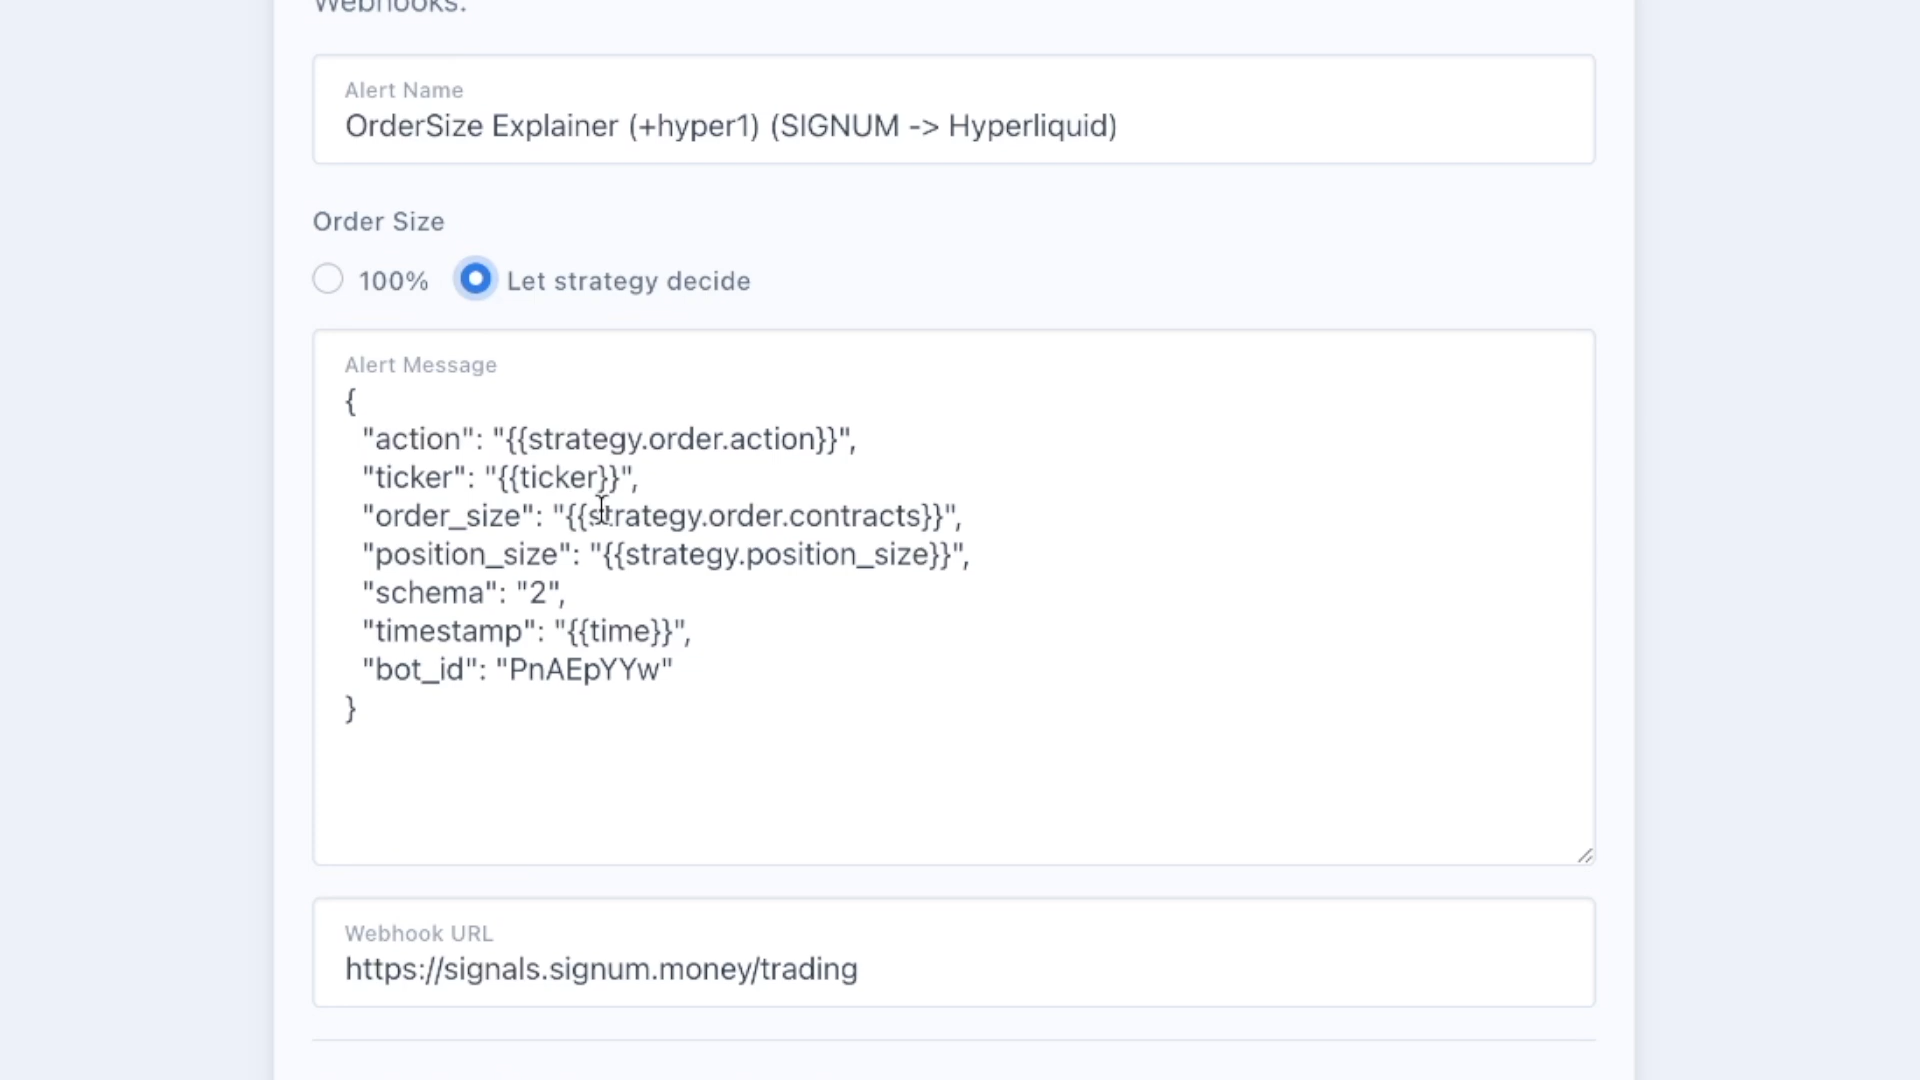 Webhooks.
Alert Name
OrderSize Explainer (+hyper1) (SIGNUM -> Hyperliquid)
Order Size
100% Let strategy decide
Alert Message
{
"action": "{{strategy.order.action}}",
"ticker": "{{ticker}}",
"order_size": "{{strategy.order.contracts}}",
"position_size": "{{strategy.position_size}}",
"schema": "2",
"timestamp": "{{time}}",
"bot_id": "PnAEpYYw"
}
Webhook URL
https://signals.signum.money/trading